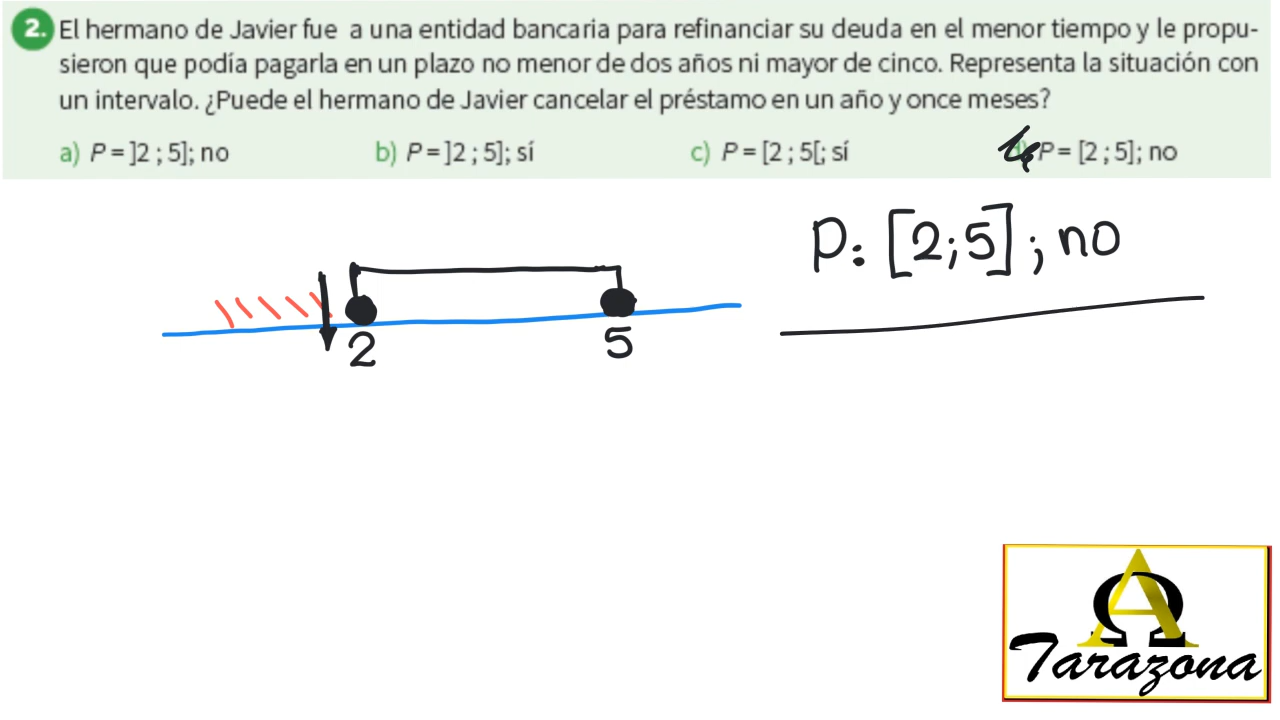 2. El hermano de Javier fue a una entidad bancaria para refinanciar su deuda en el menor tiempo y le propu-
sieron que podía pagarla en un plazo no menor de dos años ni mayor de cinco. Representa la situación con
un intervalo. ¿Puede el hermano de Javier cancelar el préstamo en un año y once meses?
a) P = ]2 ; 5]; no b) P = ]2 ; 5]; sí c) P = [2 ; 5[; sí P = [2 ; 5]; no
P: [2;5] ; no
2 5
Tarazona